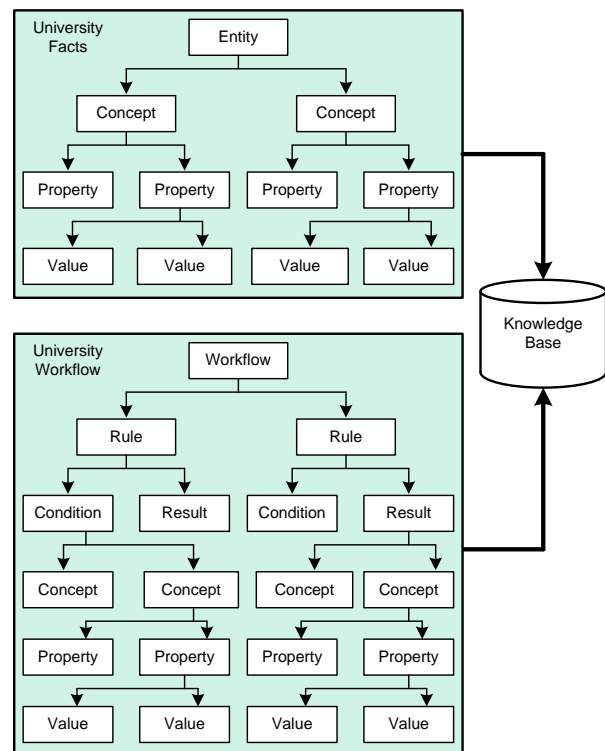 University
Facts
Entity
Concept Concept
Property Property Property Property
Value Value Value Value
Knowledge
Base
University
Workflow
Workflow
Rule Rule
Condition Result Condition Result
Concept Concept Concept Concept
Property Property Property Property
Value Value Value Value